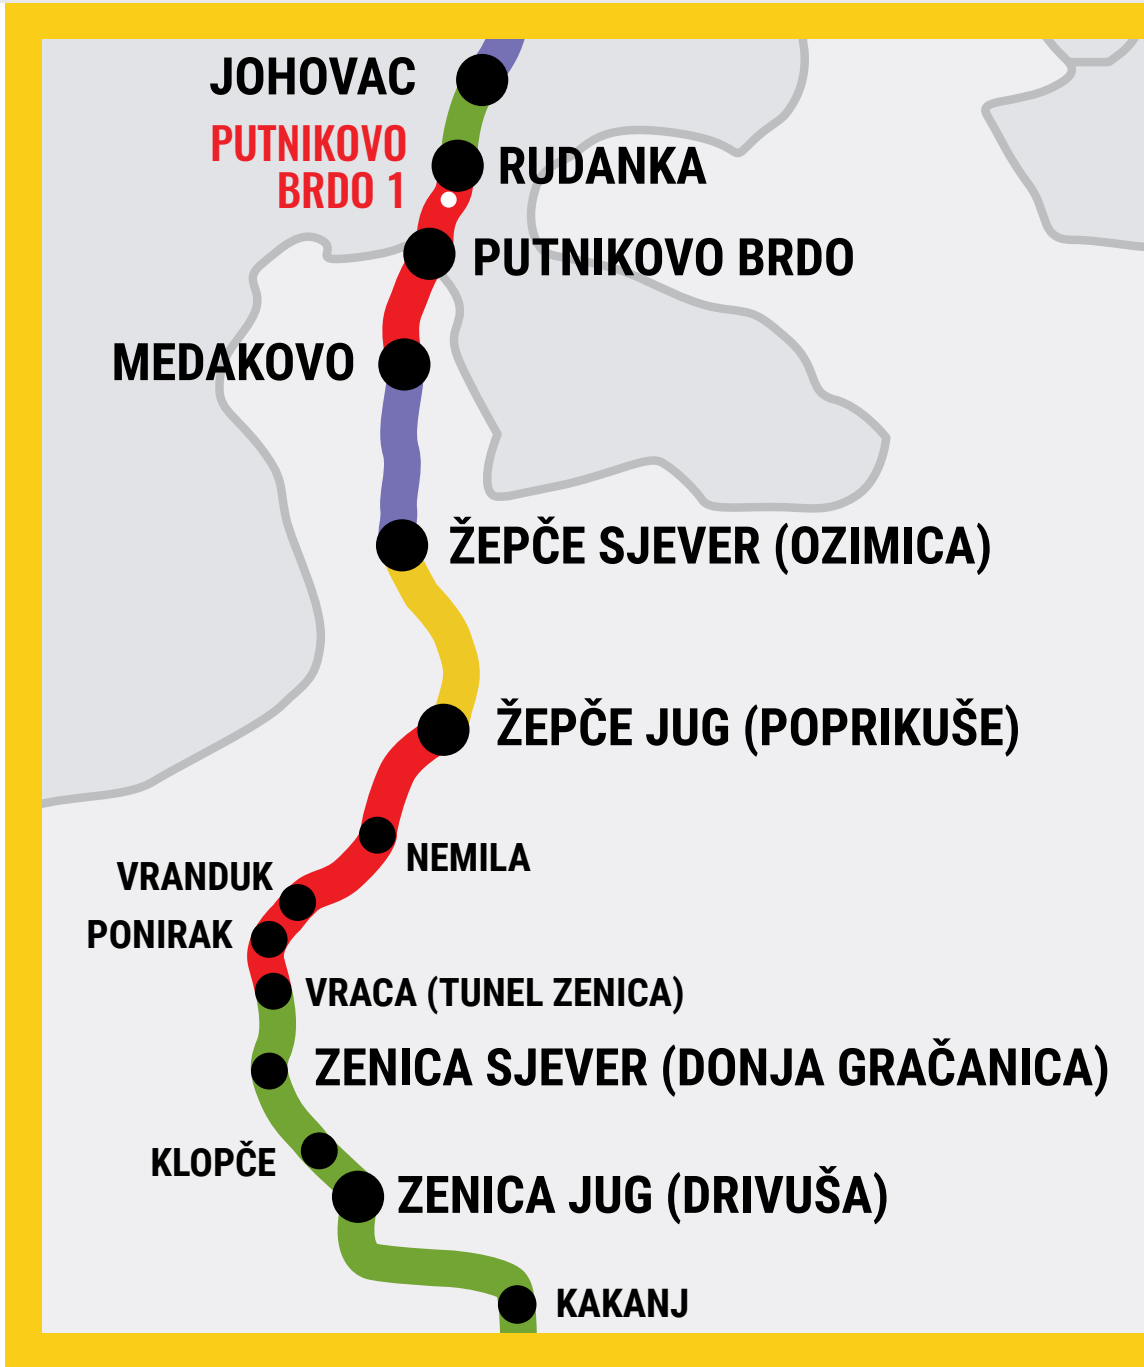 JOHOVAC
PUTNIKOVO
BRDO 1
RUDANKA
PUTNIKOVO BRDO
MEDAKOVO
ŽEPČE SJEVER (OZIMICA)
ŽEPČE JUG (POPRIKUŠE)
NEMILA
VRANDUK
PONIRAK
VRACA (TUNEL ZENICA)
ZENICA SJEVER (DONJA GRAČANICA)
KLOPČE
ZENICA JUG (DRIVUŠA)
KAKANJ